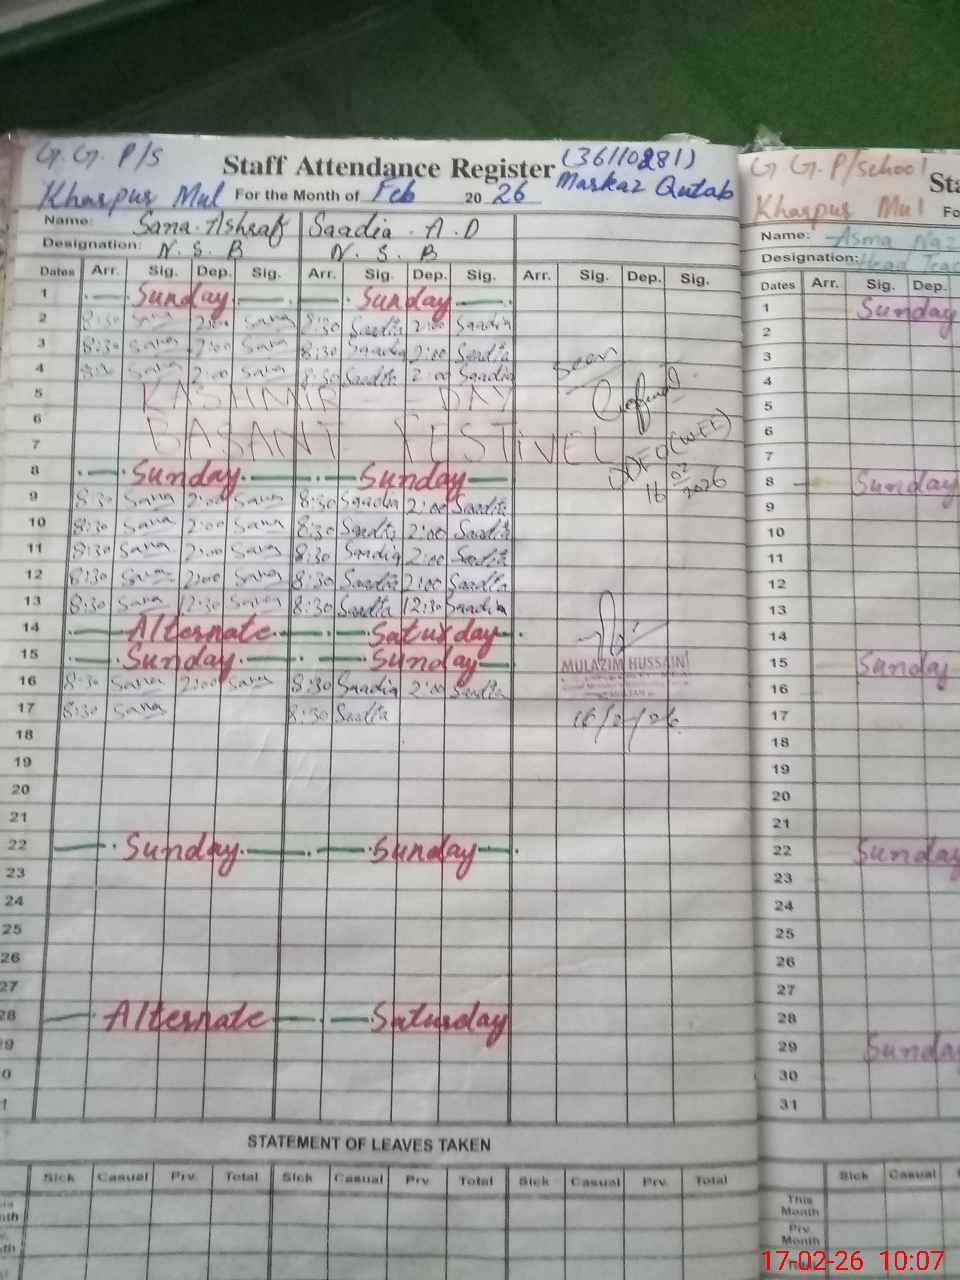 G. G. P/S Staff Attendance Register (36110281)
Khaspur Mul For the Month of Feb 20 26 Markaz Qutab
Name: Sana Ashraf Saadia . A . D
Designation: N. S. B N. S. B
Dates Arr. Sig. Dep. Sig. Arr. Sig. Dep. Sig. Arr. Sig. Dep. Sig.
1 Sunday Sunday
2 8:30 Sana 2:00 Sana 8:30 Saadia 2:00 Saadia
3 8:30 Sana 2:00 Sana 8:30 Saadia 2:00 Saadia
4 8:30 Sana 2:00 Sana 8:30 Saadia 2:00 Saadia
Seen
5 KASHMIR DAY
6
7 BASANT FESTIVEL
DDEO (WEE)
16 02 2026
8 Sunday Sunday
9 8:30 Sana 2:00 Sana 8:30 Saadia 2:00 Saadia
10 8:30 Sana 2:00 Sana 8:30 Saadia 2:00 Saadia
11 8:30 Sana 2:00 Sana 8:30 Saadia 2:00 Saadia
12 8:30 Sana 2:00 Sana 8:30 Saadia 2:00 Saadia
13 8:30 Sana 12:30 Sana 8:30 Saadia 12:30 Saadia
14 Alternate Saturday
15 Sunday Sunday
MULAZIM HUSSAIN
16 8:30 Sana 2:00 Sana 8:30 Saadia 2:00 Saadia
17 8:30 Sana 8:30 Saadia
16/2/26
18
19
20
21
22 Sunday Sunday
23
24
25
26
27
28 Alternate Saturday
9
0
1
STATEMENT OF LEAVES TAKEN
Sick Casual Prv. Total Sick Casual Prv. Total Sick Casual Prv. Total
G G. P/School Sta
Khaspur Mul Fo
Name: Asma Naz
Designation: Head Teac
Dates Arr. Sig. Dep.
1 Sunday
2
3
4
5
6
7
8 Sunday
9
10
11
12
13
14
15 Sunday
16
17
18
19
20
21
22 Sunday
23
24
25
26
27
28
29 Sunday
30
31
Sick Casual
This Month
Prv. Month
17-02-26 10:07